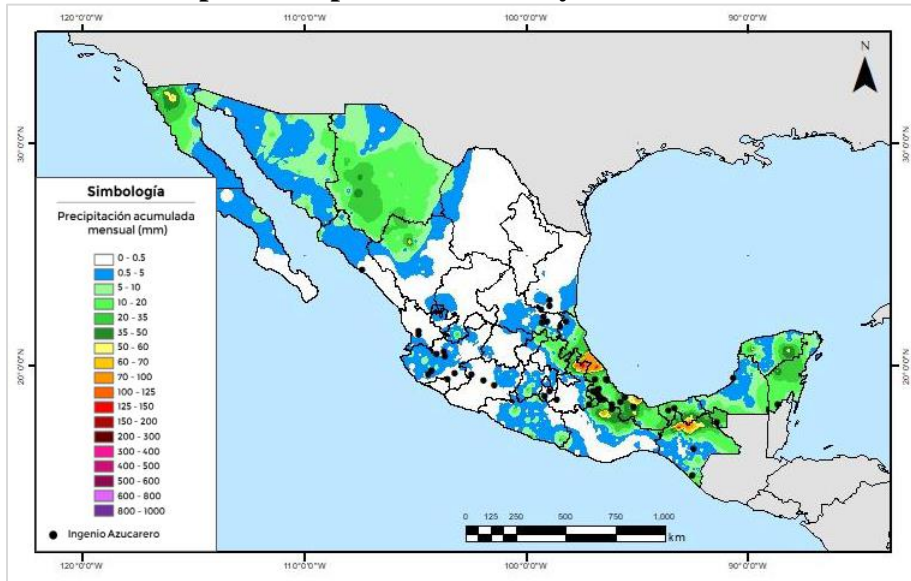 120°0'0"W 110°0'0"W 100°0'0"W 90°0'0"W
N
30°0'0"N 30°0'0"N
20°0'0"N 20°0'0"N
Simbología
Precipitación acumulada
mensual (mm)
0 - 0.5
0.5 - 5
5 - 10
10 - 20
20 - 35
35 - 50
50 - 60
60 - 70
70 - 100
100 - 125
125 - 150
150 - 200
200 - 300
300 - 400
400 - 500
500 - 600
600 - 800
800 - 1000
Ingenio Azucarero
0 125 250 500 750 1,000
km
120°0'0"W 110°0'0"W 100°0'0"W 90°0'0"W